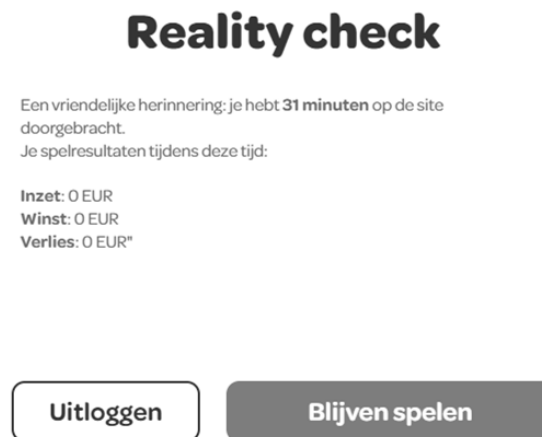 Reality check
Een vriendelijke herinnering: je hebt 31 minuten op de site
doorgebracht.
Je spelresultaten tijdens deze tijd:
Inzet: 0 EUR
Winst: 0 EUR
Verlies: 0 EUR"
Uitloggen
Blijven spelen